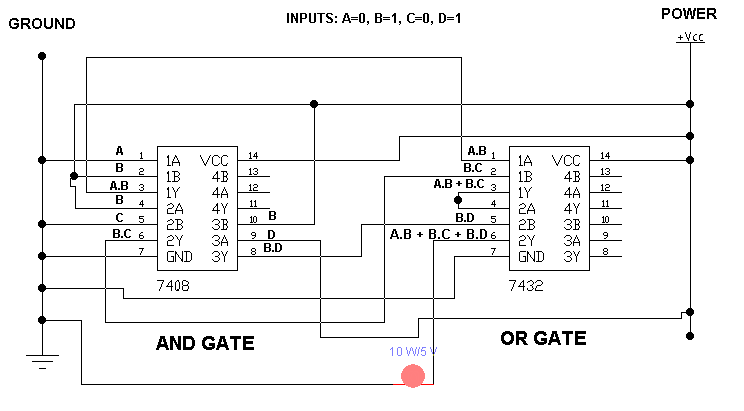 INPUTS: A=0, B=1, C=0, D=1
GROUND
POWER
+Vcc
A 1 1A VCC 14
B 2 1B 4B 13
A.B 3 1Y 4A 12
B 4 2A 4Y 11
C 5 2B 3B 10 B
B.C 6 2Y 3A 9 D
7 GND 3Y 8 B.D
7408
AND GATE
A.B 1 1A VCC 14
B.C 2 1B 4B 13
A.B + B.C 3 1Y 4A 12
4 2A 4Y 11
B.D 5 2B 3B 10
A.B + B.C + B.D 6 2Y 3A 9
7 GND 3Y 8
7432
OR GATE
10 W/5 V